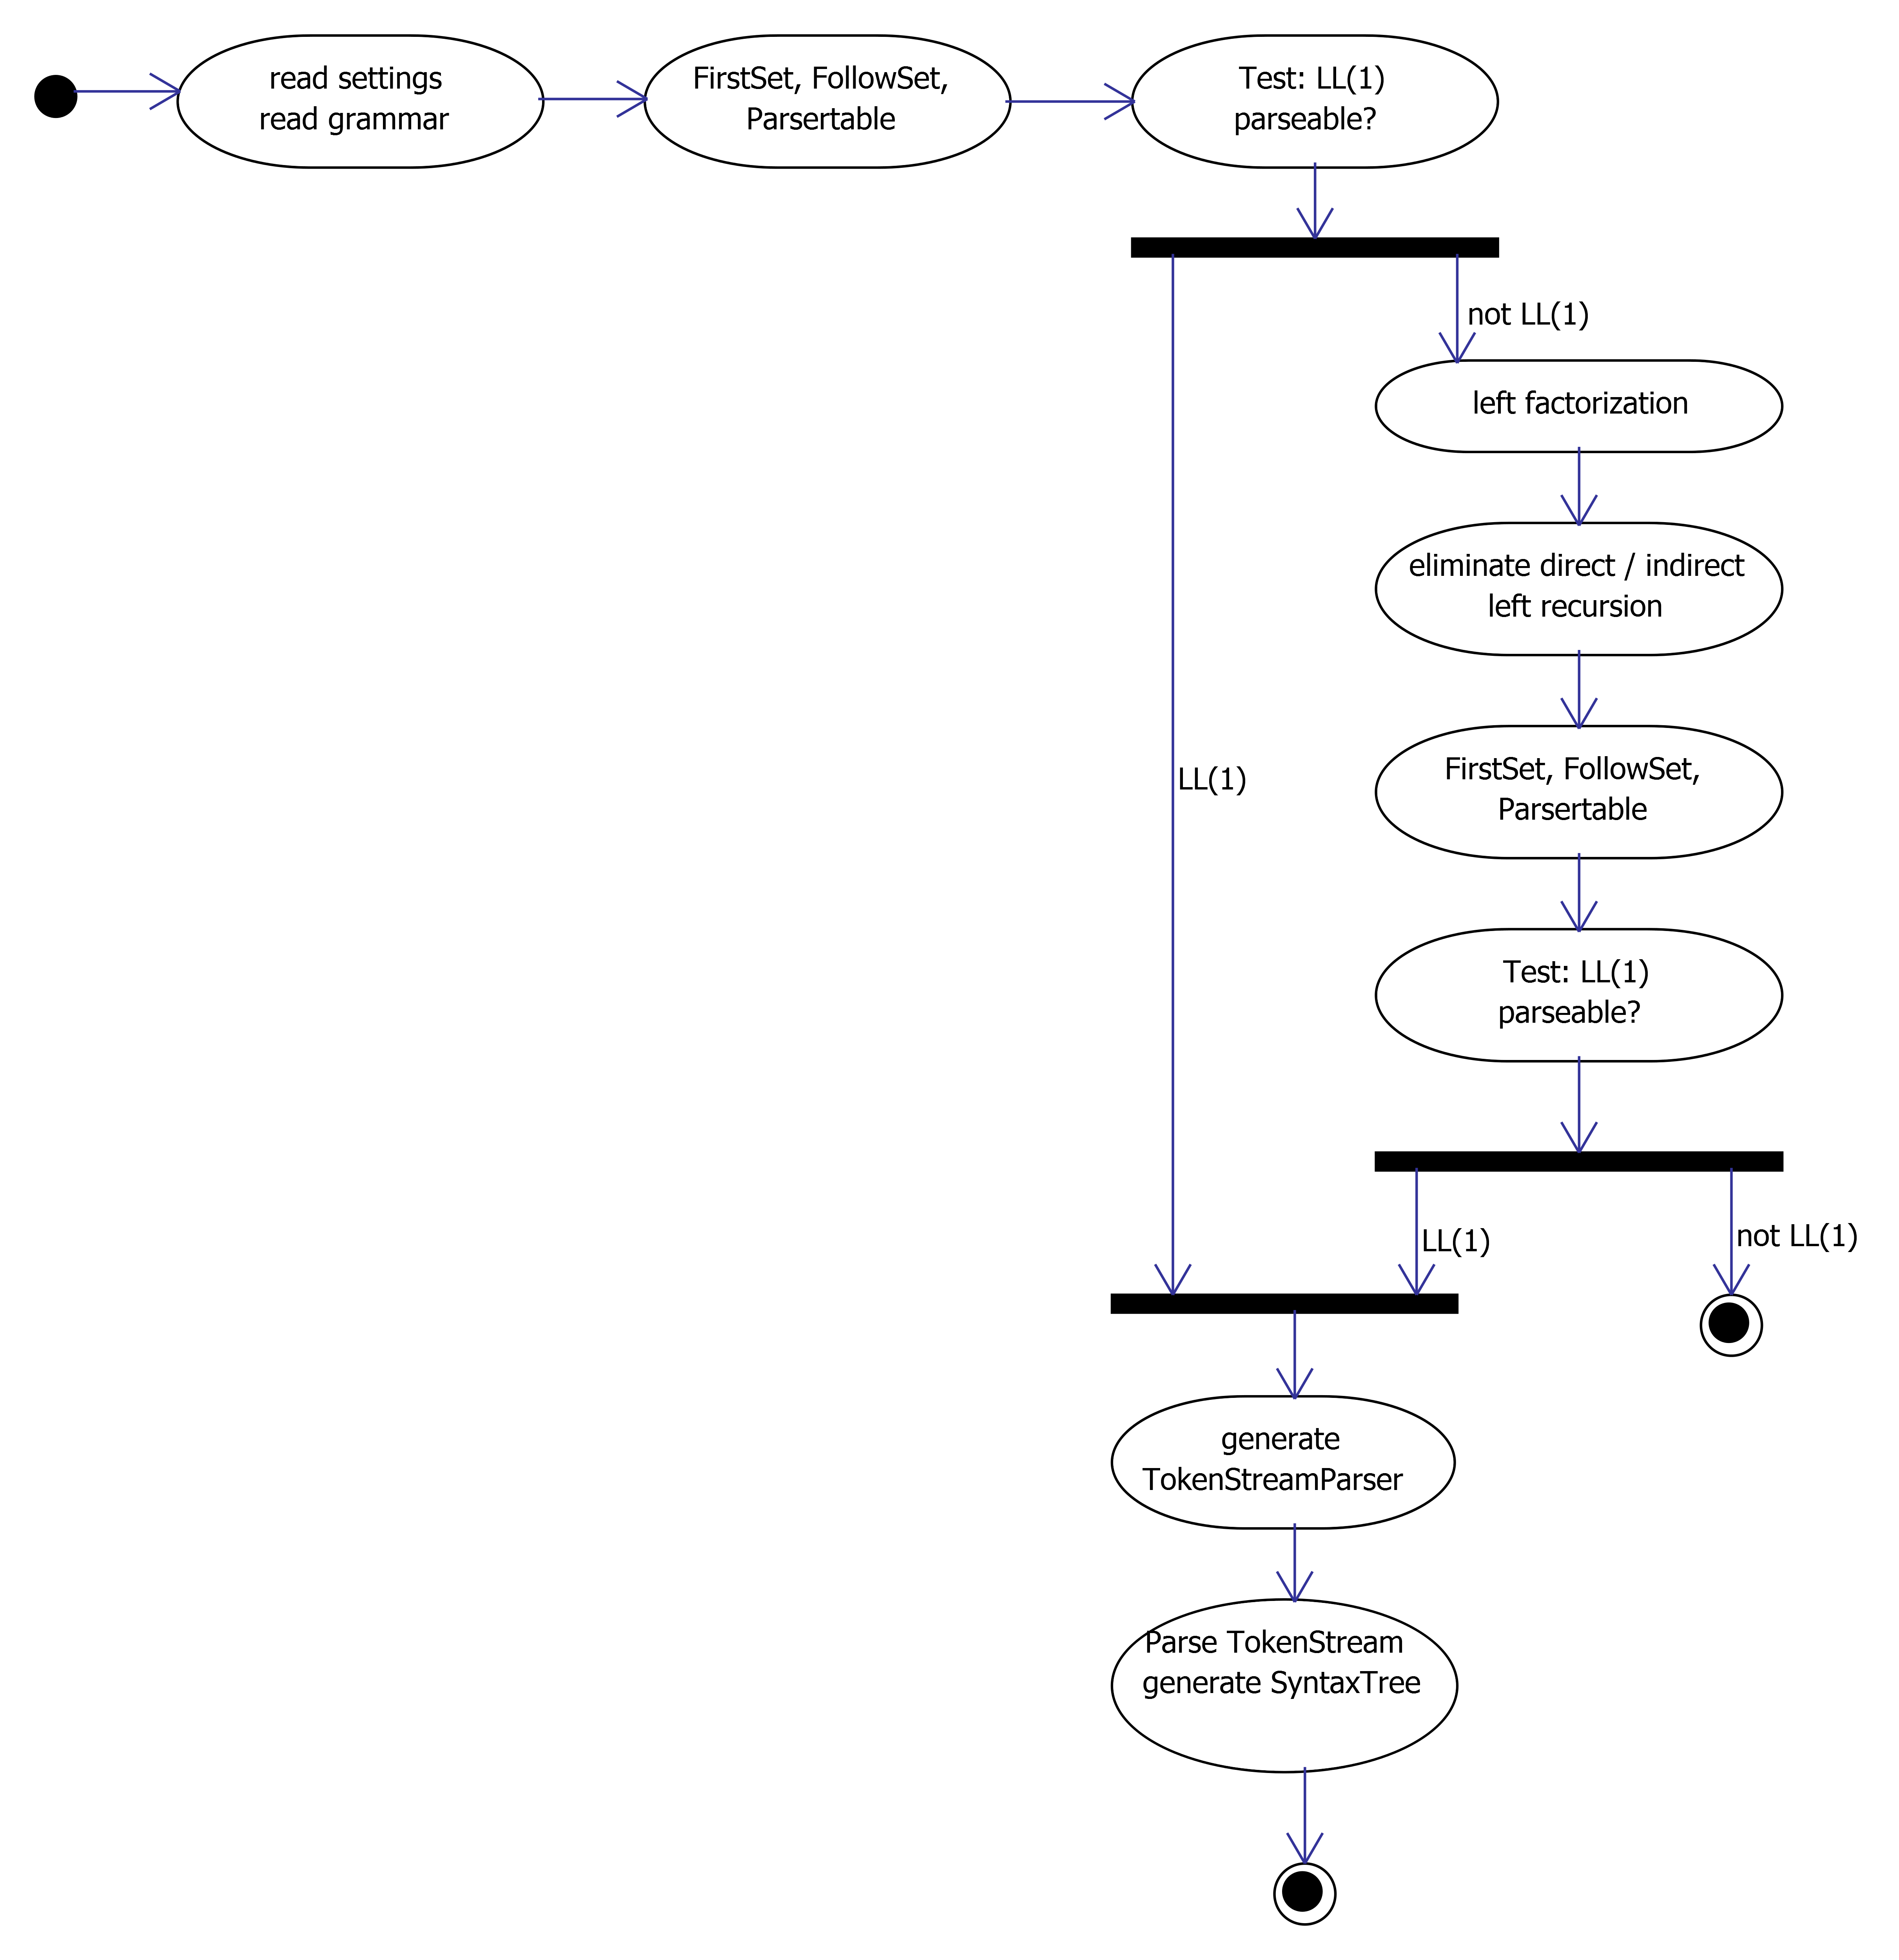 read settings
read grammar
FirstSet, FollowSet,
Parsertable
Test: LL(1)
parseable?
not LL(1)
left factorization
eliminate direct / indirect
left recursion
FirstSet, FollowSet,
Parsertable
LL(1)
Test: LL(1)
parseable?
LL(1)
not LL(1)
generate
TokenStreamParser
Parse TokenStream
generate SyntaxTree